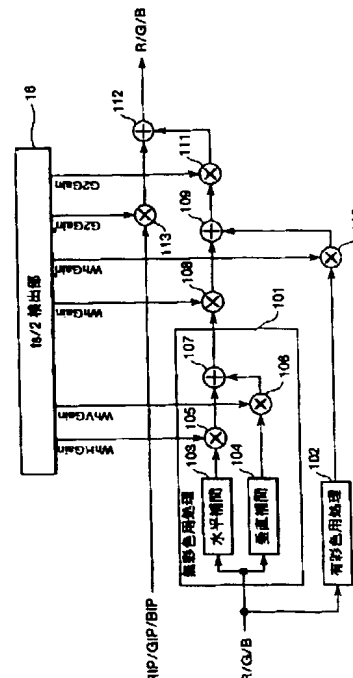 18
fs/2 検出部
WhHGain
WhVGain
WhGain
WhGain
G2Gain
G2Gain
RIP/GIP/BIP
R/G/B
無彩色用処理
水平補間
垂直補間
有彩色用処理
101
102
103
104
105
106
107
108
109
111
112
113
R/G/B